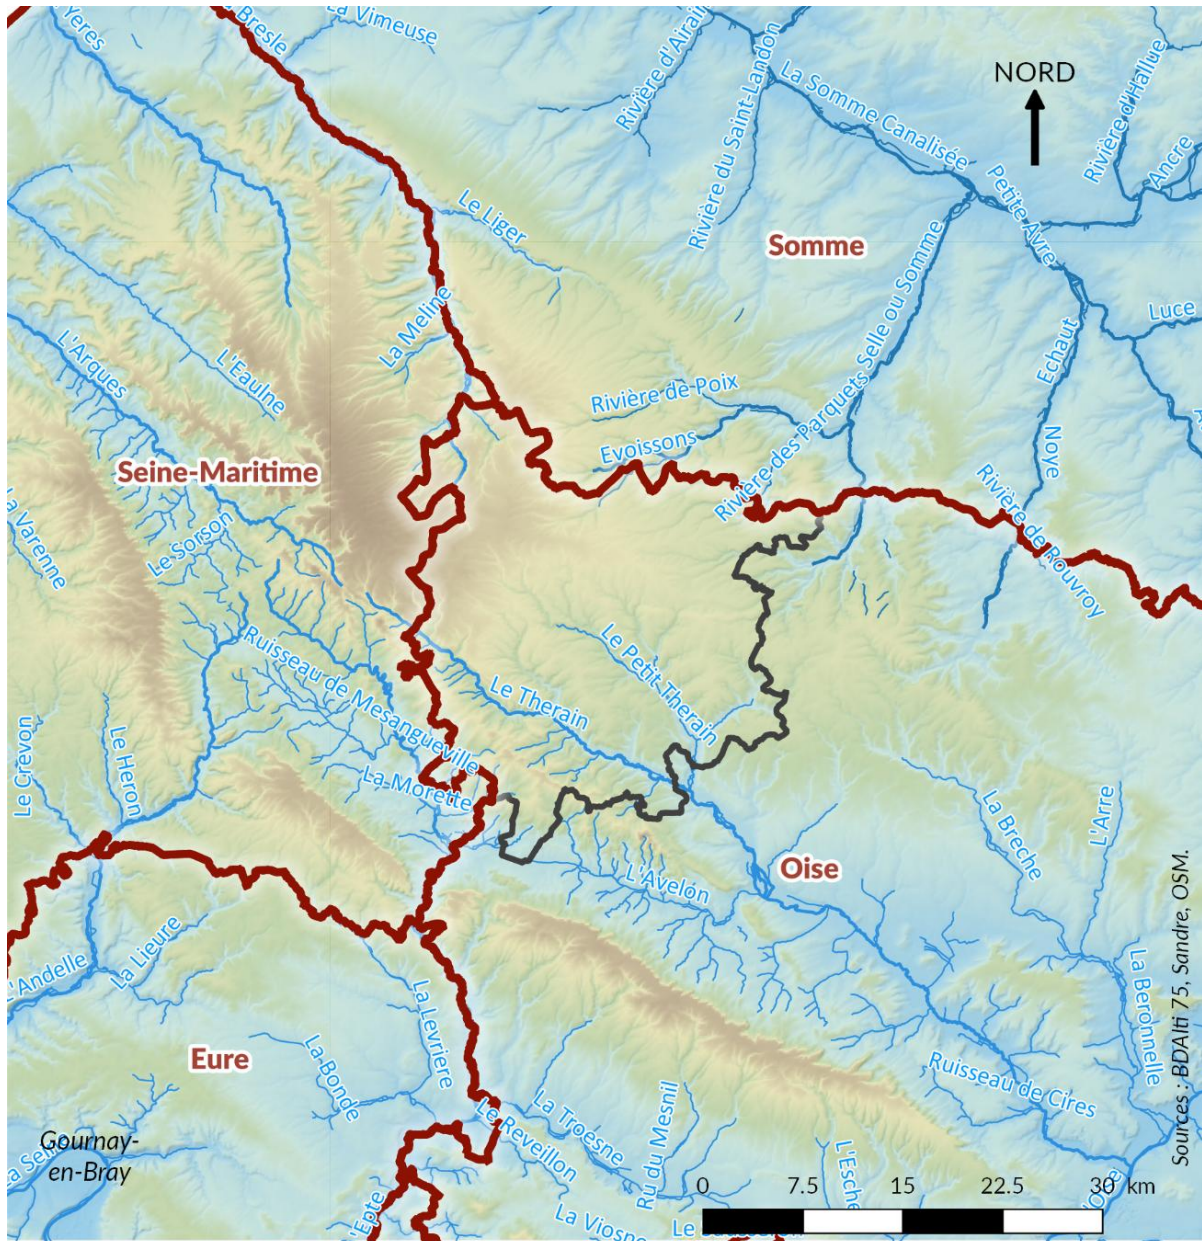 Yeres
La Bresle
La Vimeuse
Rivière d'Airain
Rivière du Saint-Landon
La Somme Canalisée
NORD
Rivière d'Hallue
Ancre
Petite Avre
Le Liger
Somme
La Meline
L'Arques
L'Eaulne
Luce
Echaut
Rivière des Parquets Selle ou Somme
Rivière de Poix
Evoissons
Noye
Seine-Maritime
La Varenne
Le Sorson
Rivière de Rouvroy
Ruisseau de Mesangueville
Le Petit Therain
Le Therain
Le Crevon
Le Heron
La Morette
La Breche
L'Arre
Oise
L'Avelon
La Lieure
L'Andelle
La Levriere
La Beronnelle
Eure
La Bonde
Ruisseau de Cires
Le Reveillon
La Troesne
Ru du Mesnil
Gournay-
en-Bray
L'Esche
'Epte
La Viosne
0 7.5 15 22.5 30 km
Sources : BDAlti 75, Sandre, OSM.